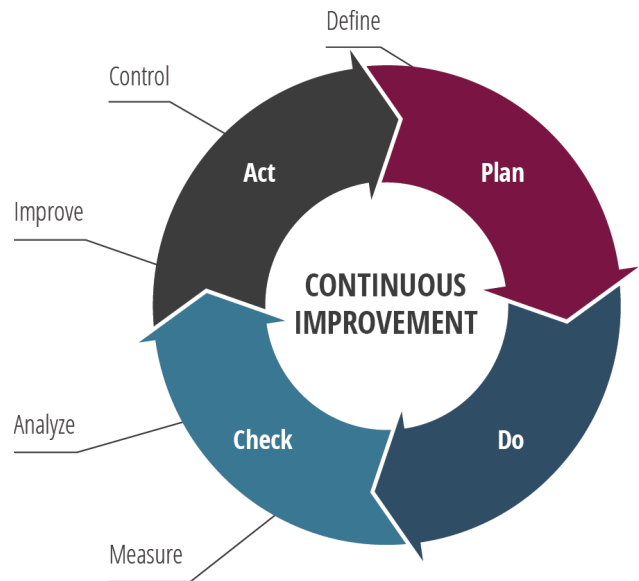 Define
Control
Act
Plan
Improve
CONTINUOUS
IMPROVEMENT
Analyze
Check
Do
Measure